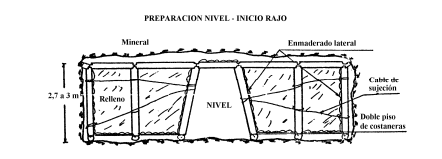 PREPARACION NIVEL - INICIO RAJO
Mineral
Enmaderado lateral
Cable de
sujeción
2,7 a 3 m
Relleno
NIVEL
Doble piso
de costaneras